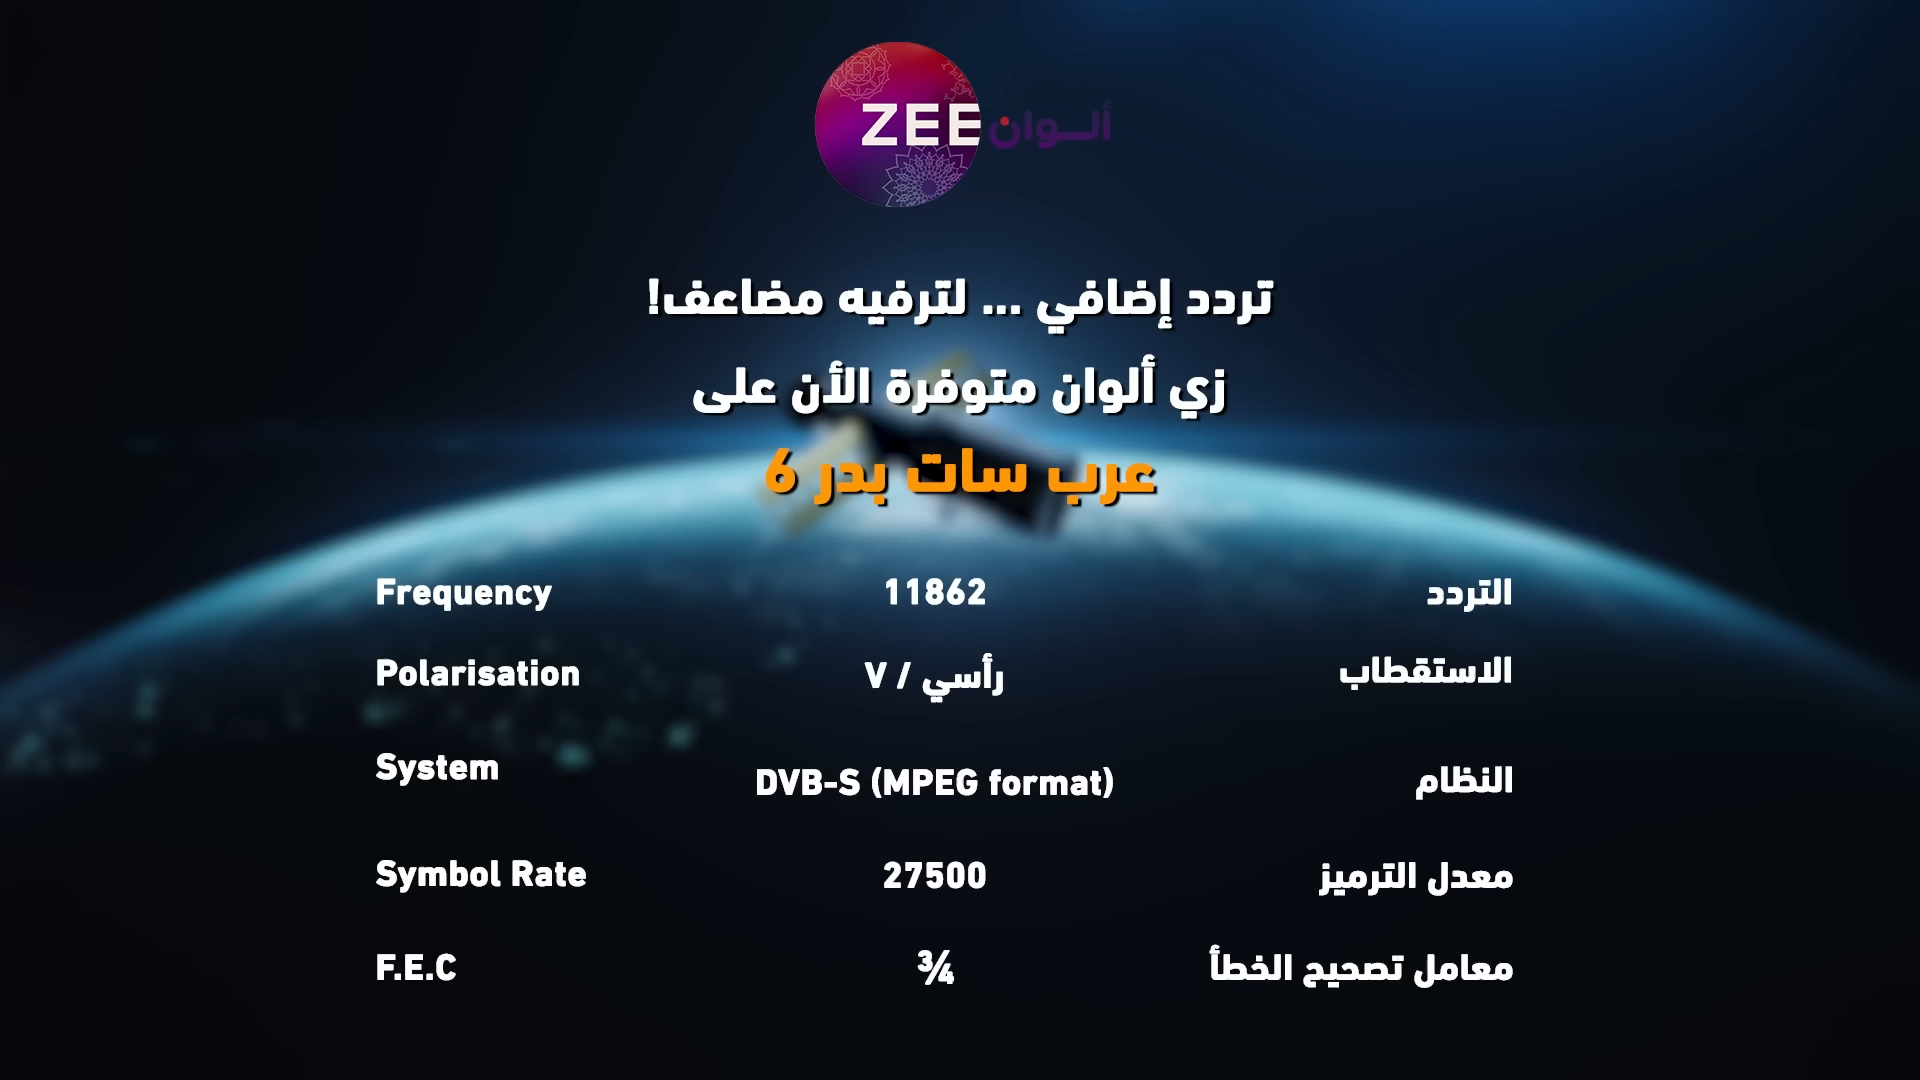 ZEE ألوان
تردد إضافي ... لترفيه مضاعف!
زي ألوان متوفرة الأن على
عرب سات بدر 6
Frequency 11862 التردد
Polarisation رأسي / V الاستقطاب
System DVB-S (MPEG format) النظام
Symbol Rate 27500 معدل الترميز
F.E.C ¾ معامل تصحيح الخطأ